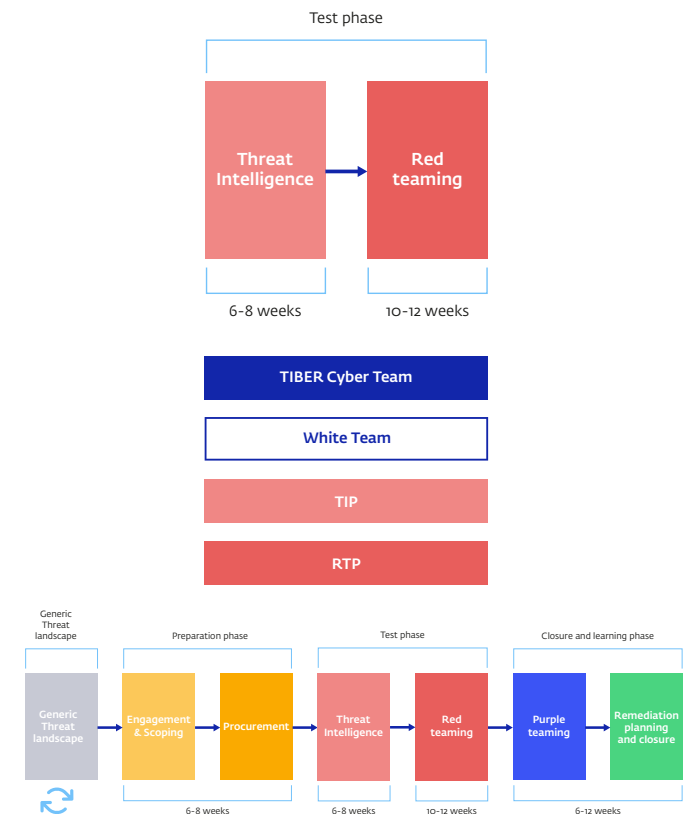 Test phase
Threat
Intelligence
Red
teaming
6-8 weeks
10-12 weeks
TIBER Cyber Team
White Team
TIP
RTP
Generic
Threat
landscape
Preparation phase
Test phase
Closure and learning phase
Generic
Threat
landscape
Engagement
& Scoping
Procurement
Threat
Intelligence
Red
teaming
Purple
teaming
Remediation
planning
and closure
6-8 weeks
6-8 weeks
10-12 weeks
6-12 weeks